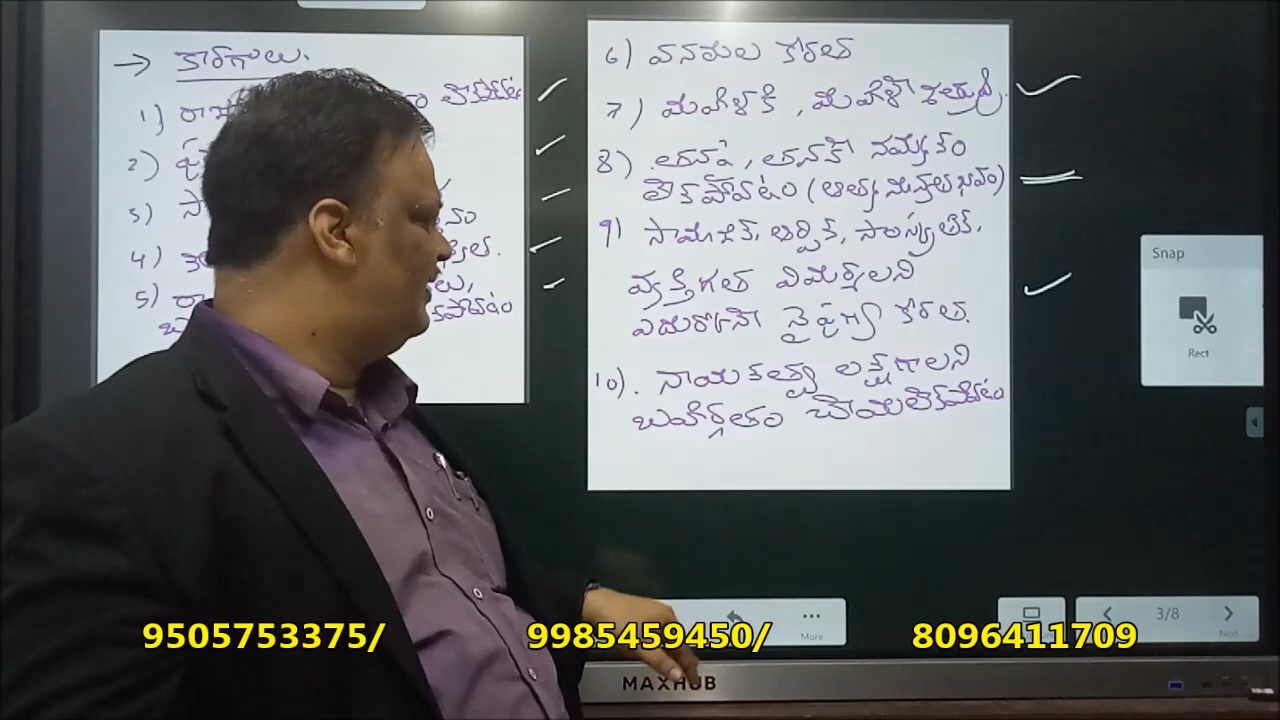 → కారణాలు.
1) రాజ
2)
3) సా నం
4)
5) రా లు,
6) వనరుల కొరత
7) మహిళకి, మహిళే శత్రువు.
8) తనపై, తనకే నమ్మకం
లేకపోవటం (ఆత్మ న్యూనతా భావం)
9) సామాజిక, ఆర్థిక, సాంస్కృతిక,
వ్యక్తిగత విమర్శలని
ఎదుర్కొనే నైపుణ్య కొరత.
10). నాయకత్వ లక్షణాలని
బహిర్గతం చేయలేకపోవటం
Snap
Rect
More
3/8
Next
9505753375/ 9985459450/ 8096411709
MAXHUB